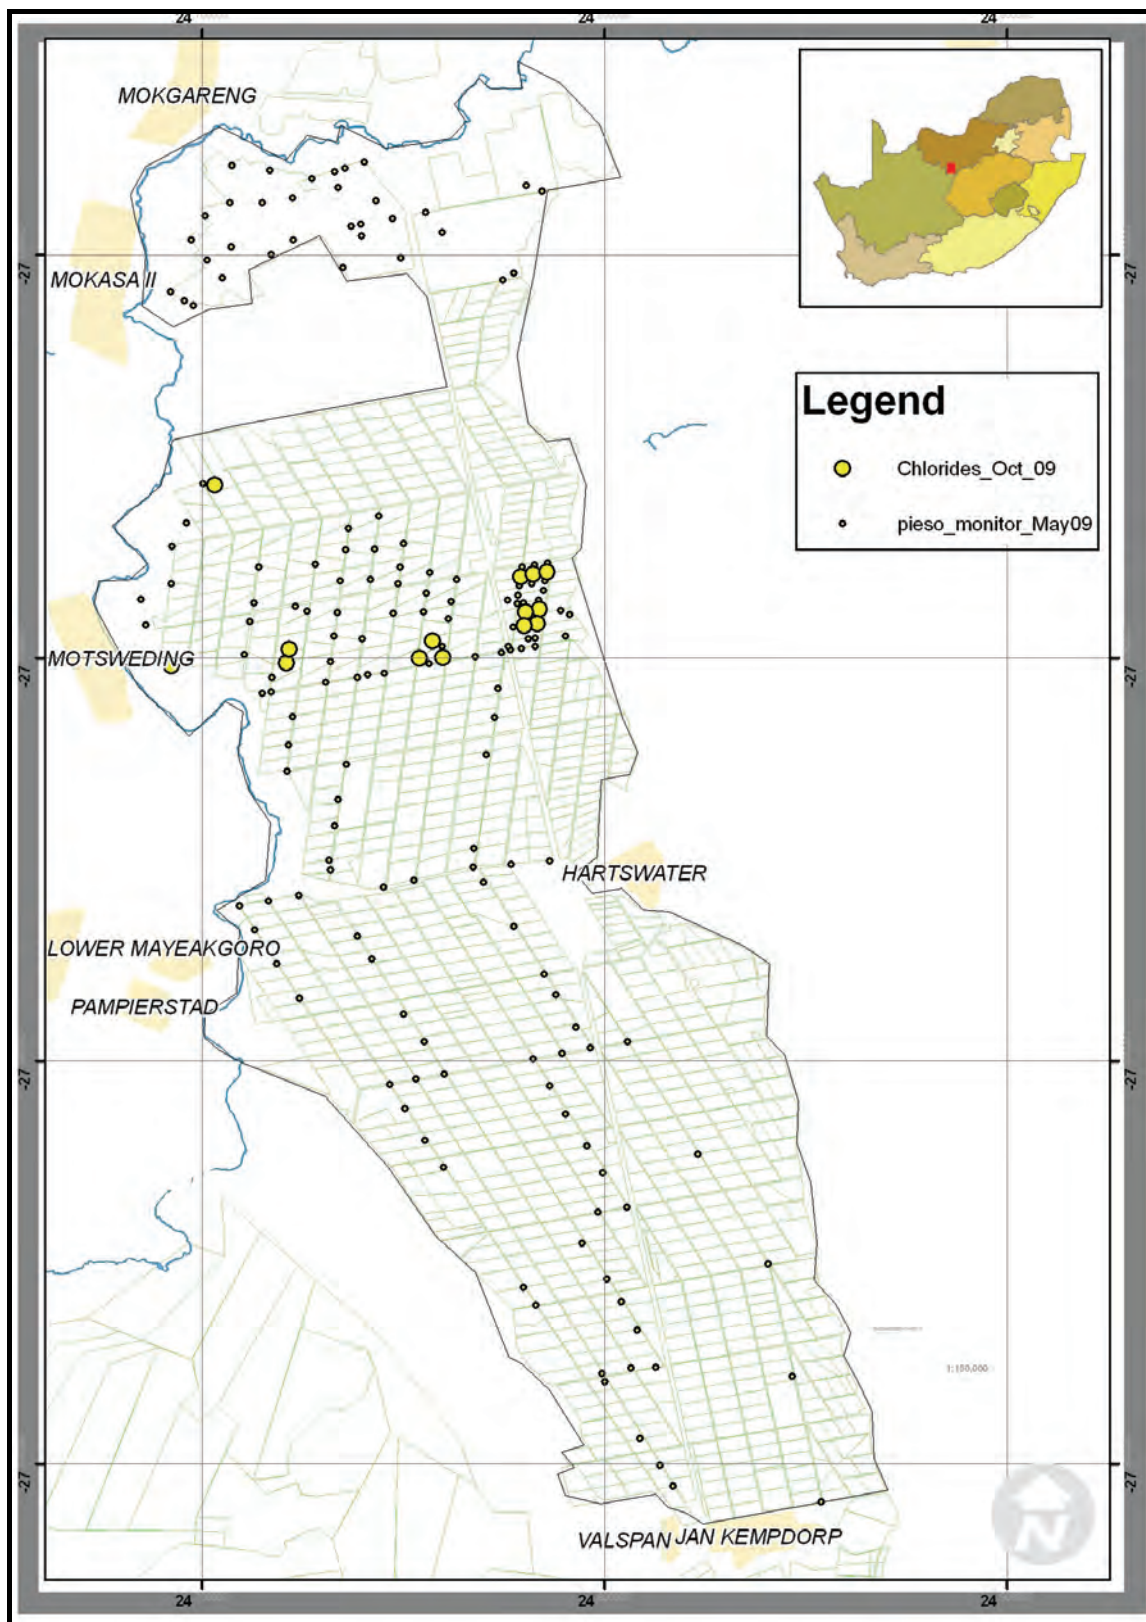 24
24
24
MOKGARENG
-27
-27
MOKASA II
Legend
Chlorides_Oct_09
pieso_monitor_May09
-27
-27
MOTSWEDING
HARTSWATER
LOWER MAYEAKGORO
PAMPIERSTAD
-27
-27
1:150,000
-27
-27
VALSPAN
JAN KEMPDORP
N
24
24
24